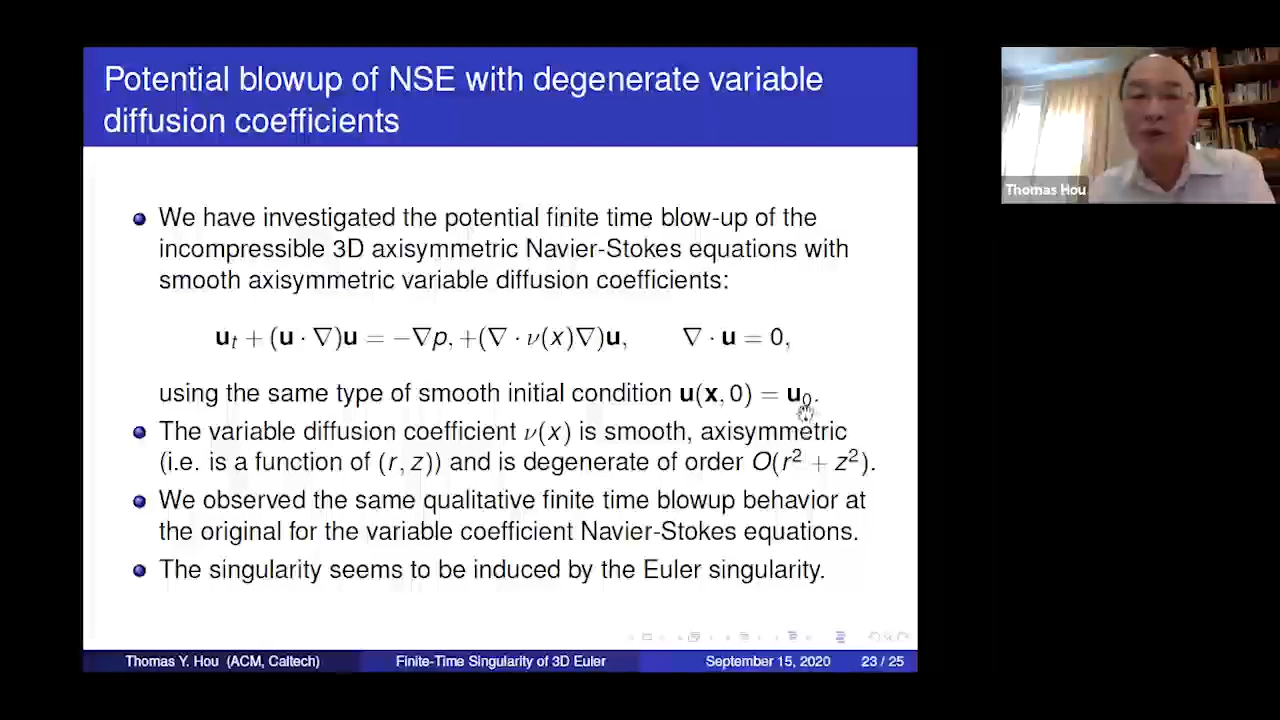 Potential blowup of NSE with degenerate variable
diffusion coefficients
We have investigated the potential finite time blow-up of the
incompressible 3D axisymmetric Navier-Stokes equations with
smooth axisymmetric variable diffusion coefficients:
u_t + (u · ∇)u = −∇p, +(∇ · ν(x)∇)u, ∇ · u = 0,
using the same type of smooth initial condition u(x, 0) = u₀.
The variable diffusion coefficient ν(x) is smooth, axisymmetric
(i.e. is a function of (r, z)) and is degenerate of order O(r² + z²).
We observed the same qualitative finite time blowup behavior at
the original for the variable coefficient Navier-Stokes equations.
The singularity seems to be induced by the Euler singularity.
Thomas Y. Hou (ACM, Caltech) Finite-Time Singularity of 3D Euler September 15, 2020 23 / 25
Thomas Hou